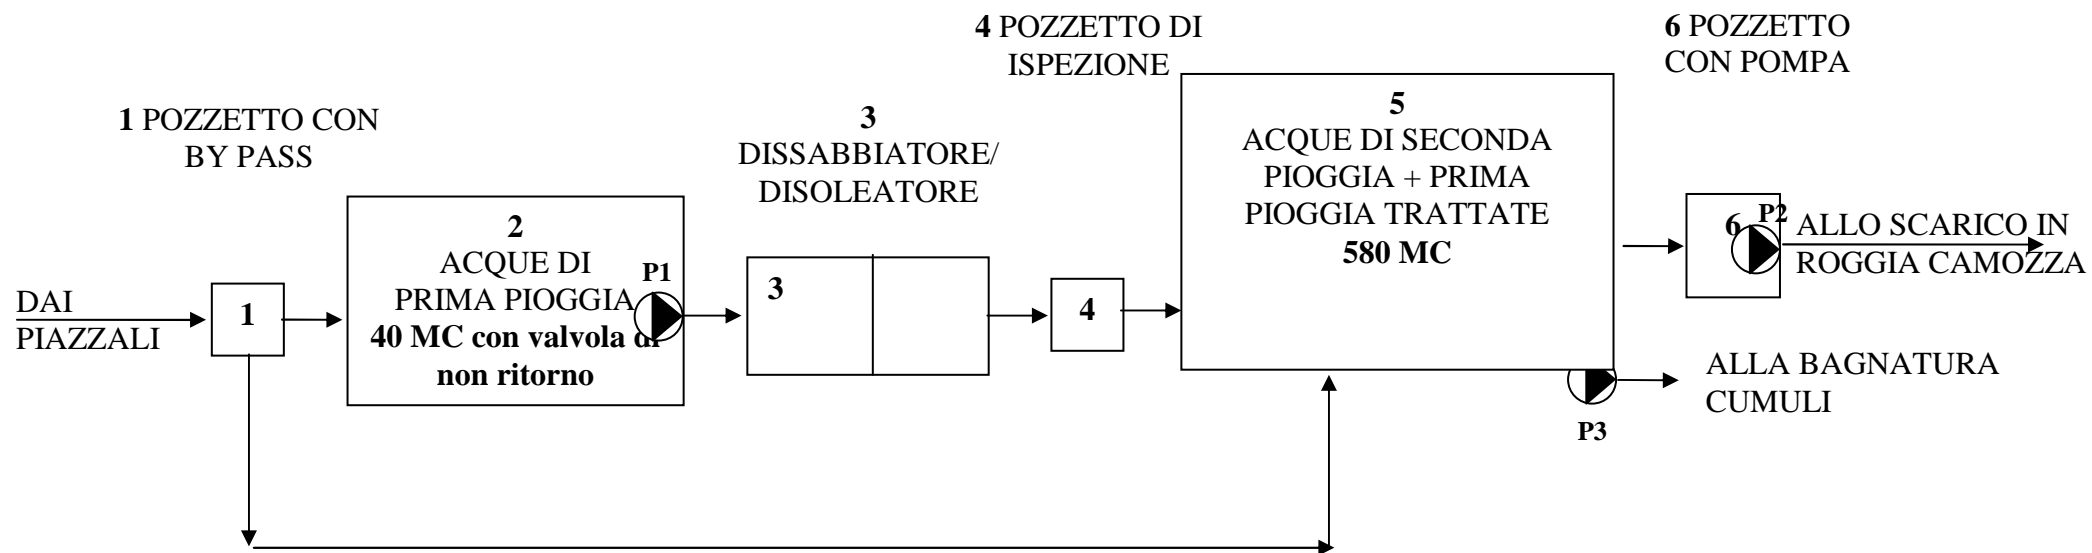 4 POZZETTO DI
ISPEZIONE
6 POZZETTO
CON POMPA
1 POZZETTO CON
BY PASS
3
DISSABBIATORE/
DISOLEATORE
5
ACQUE DI SECONDA
PIOGGIA + PRIMA
PIOGGIA TRATTATE
580 MC
2
ACQUE DI
PRIMA PIOGGIA
40 MC con valvola di
non ritorno
P1
DAI
PIAZZALI
1
3
4
6
P2
ALLO SCARICO IN
ROGGIA CAMOZZA
ALLA BAGNATURA
CUMULI
P3